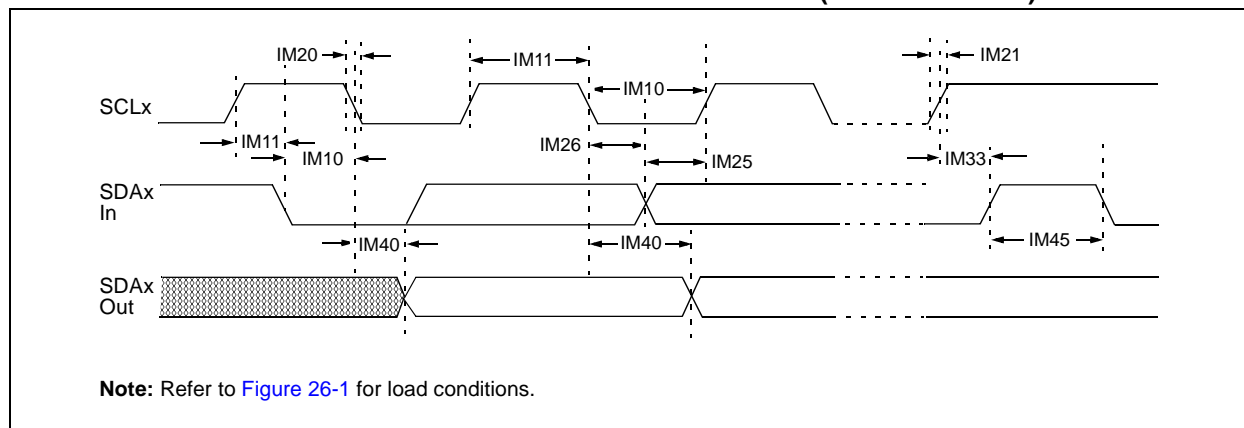 IM20
IM11
IM21
SCLx
IM10
IM11
IM10
IM26
IM25
IM33
SDAx
In
IM40
IM40
IM45
SDAx
Out
Note: Refer to Figure 26-1 for load conditions.